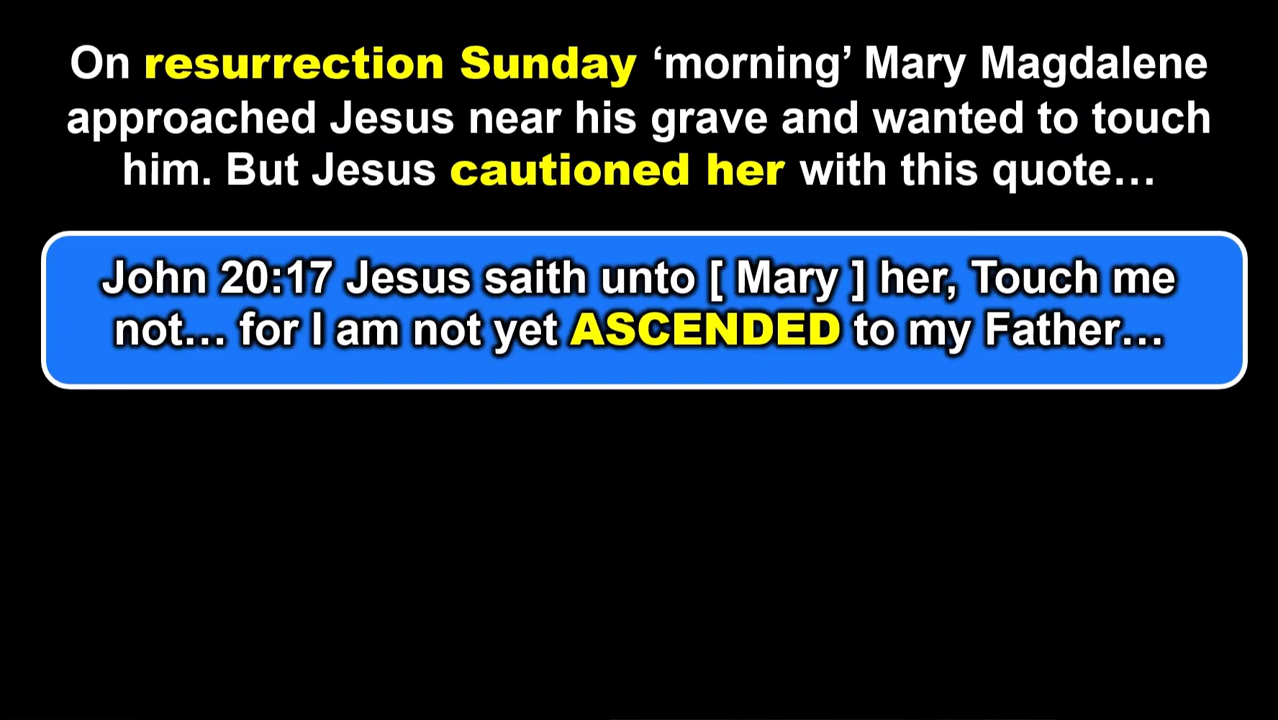 On resurrection Sunday ‘morning’ Mary Magdalene
approached Jesus near his grave and wanted to touch
him. But Jesus cautioned her with this quote…
John 20:17 Jesus saith unto [ Mary ] her, Touch me
not… for I am not yet ASCENDED to my Father…